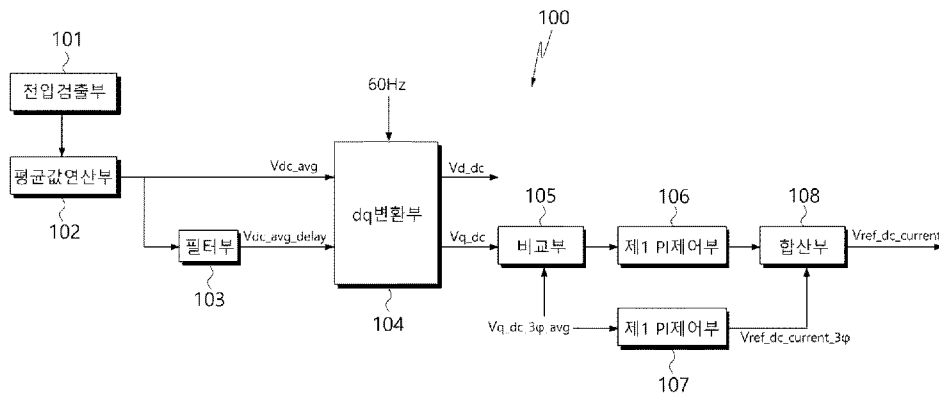 100
101
전압검출부
60Hz
평균값연산부
102
Vdc_avg
Vd_dc
dq변환부
필터부
103
Vdc_avg_delay
104
Vq_dc
105
비교부
106
제1 PI제어부
108
합산부
Vref_dc_current
Vq_dc_3φ_avg
제1 PI제어부
107
Vref_dc_current_3φ